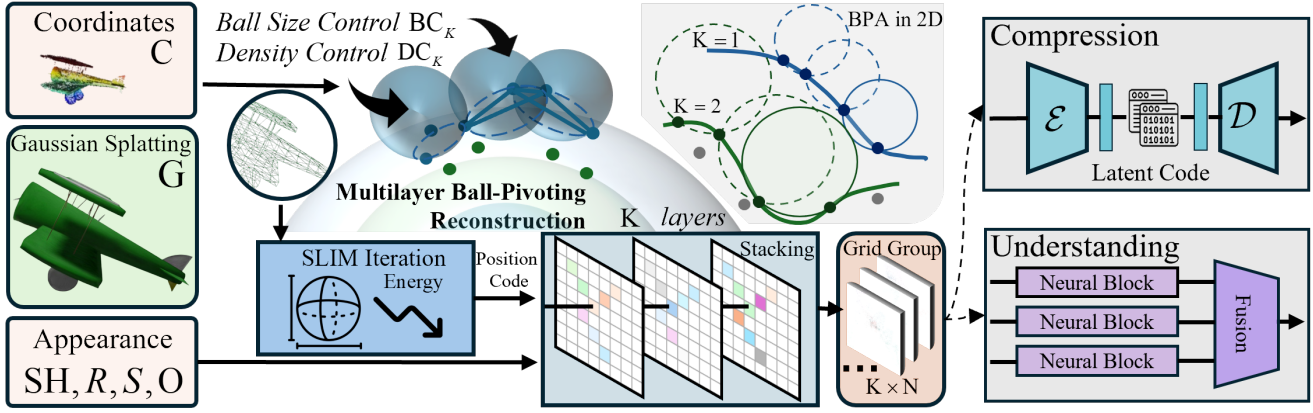 Coordinates
C
Gaussian Splatting
G
Appearance
SH, R, S, O
Ball Size Control BC_K
Density Control DC_K
Multilayer Ball-Pivoting
Reconstruction
K layers
BPA in 2D
K = 1
K = 2
SLIM Iteration
Energy
Position
Code
Stacking
Grid Group
K × N
Compression
ℰ
010101
010101
𝒟
Latent Code
Understanding
Neural Block
Neural Block
Neural Block
Fusion